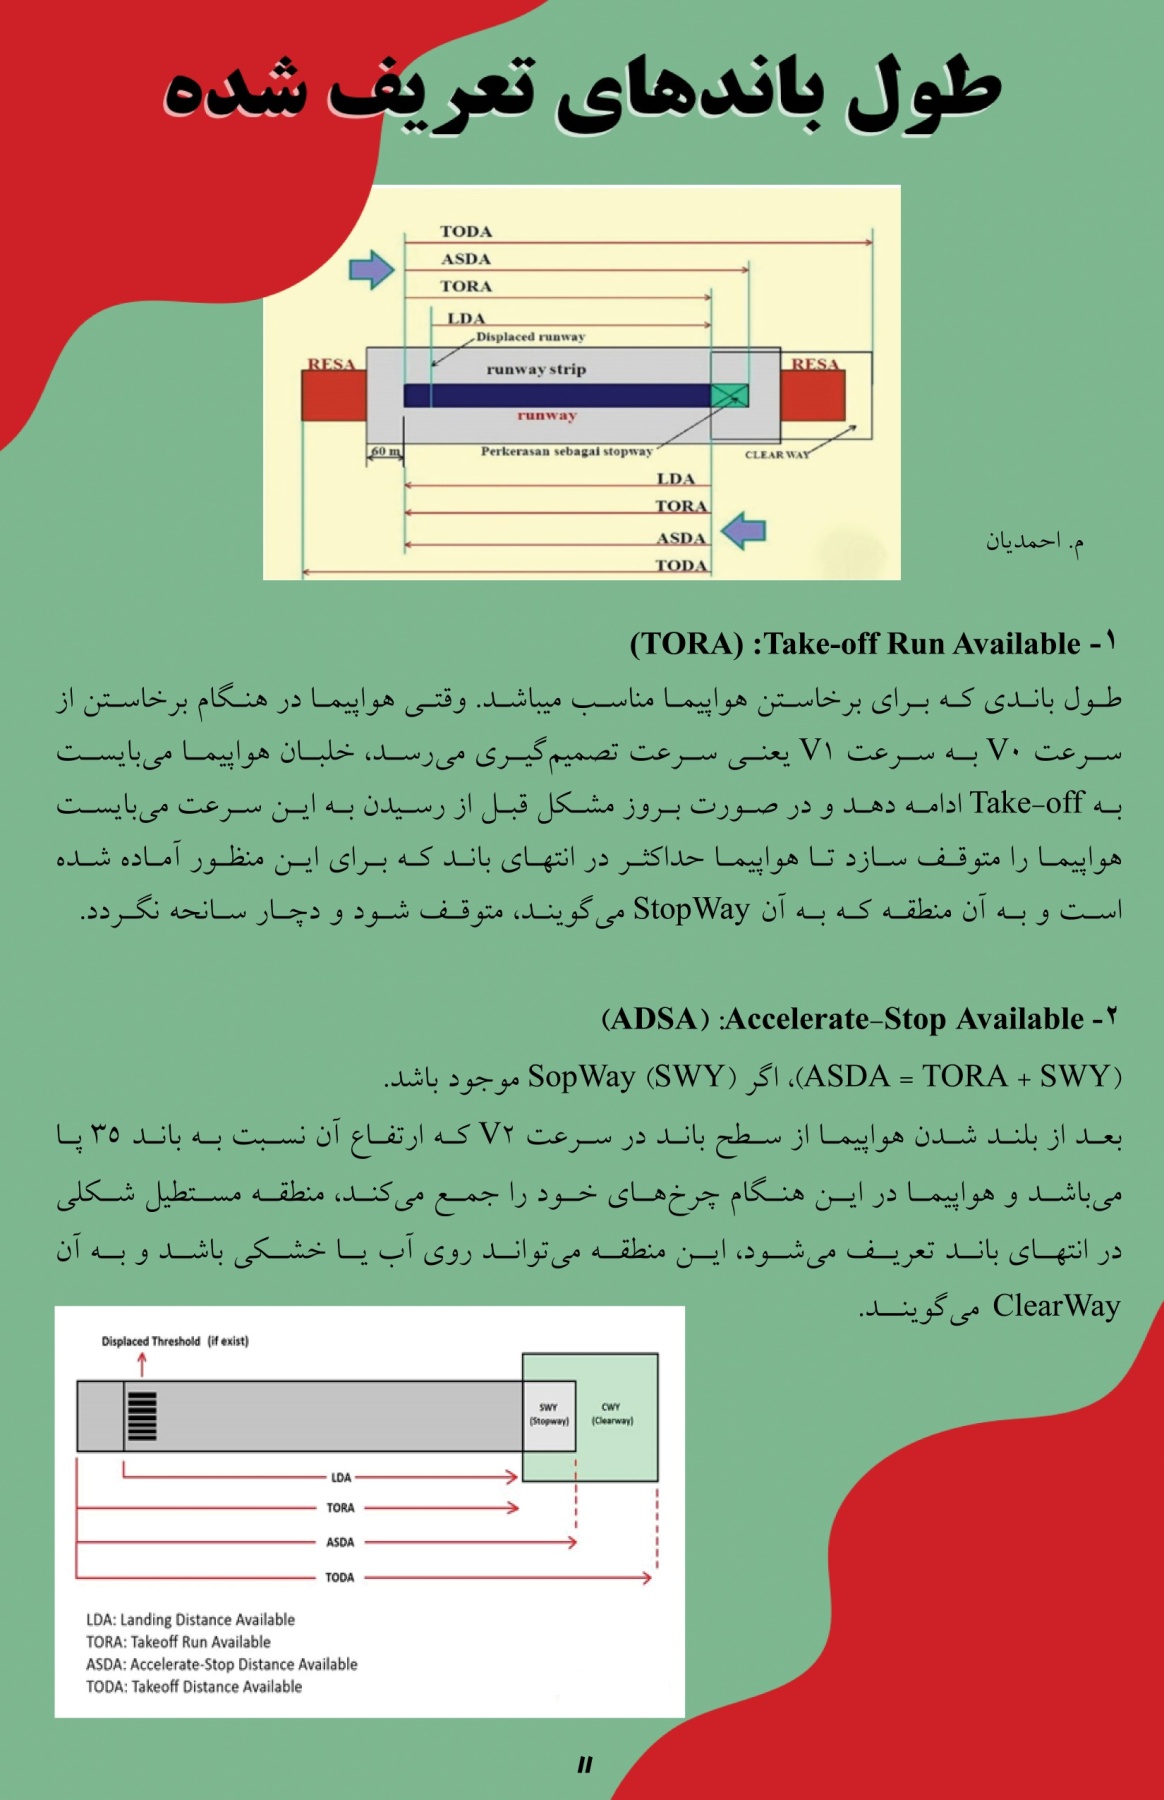 طول باندهای تعریف شده
TODA
ASDA
TORA
LDA
Displaced runway
RESA
runway strip
RESA
runway
60 m
Perkerasan sebagai stopway
CLEAR WAY
LDA
TORA
ASDA
TODA
م. احمدیان
۱- Take-off Run Available: (TORA)
طول باندی که برای برخاستن هواپیما مناسب میباشد. وقتی هواپیما در هنگام برخاستن از
سرعت V۰ به سرعت V۱ یعنی سرعت تصمیم‌گیری می‌رسد، خلبان هواپیما می‌بایست
به Take-off ادامه دهد و در صورت بروز مشکل قبل از رسیدن به این سرعت می‌بایست
هواپیما را متوقف سازد تا هواپیما حداکثر در انتهای باند که برای این منظور آماده شده
است و به آن منطقه که به آن StopWay می‌گویند، متوقف شود و دچار سانحه نگردد.
۲- Accelerate-Stop Available: (ADSA)
(ASDA = TORA + SWY)، اگر SopWay (SWY) موجود باشد.
بعد از بلند شدن هواپیما از سطح باند در سرعت V۲ که ارتفاع آن نسبت به باند ۳۵ پا
می‌باشد و هواپیما در این هنگام چرخ‌های خود را جمع می‌کند، منطقه مستطیل شکلی
در انتهای باند تعریف می‌شود، این منطقه می‌تواند روی آب یا خشکی باشد و به آن
ClearWay می‌گویند.
Displaced Threshold (if exist)
SWY
(Stopway)
CWY
(Clearway)
LDA
TORA
ASDA
TODA
LDA: Landing Distance Available
TORA: Takeoff Run Available
ASDA: Accelerate-Stop Distance Available
TODA: Takeoff Distance Available
۱۱